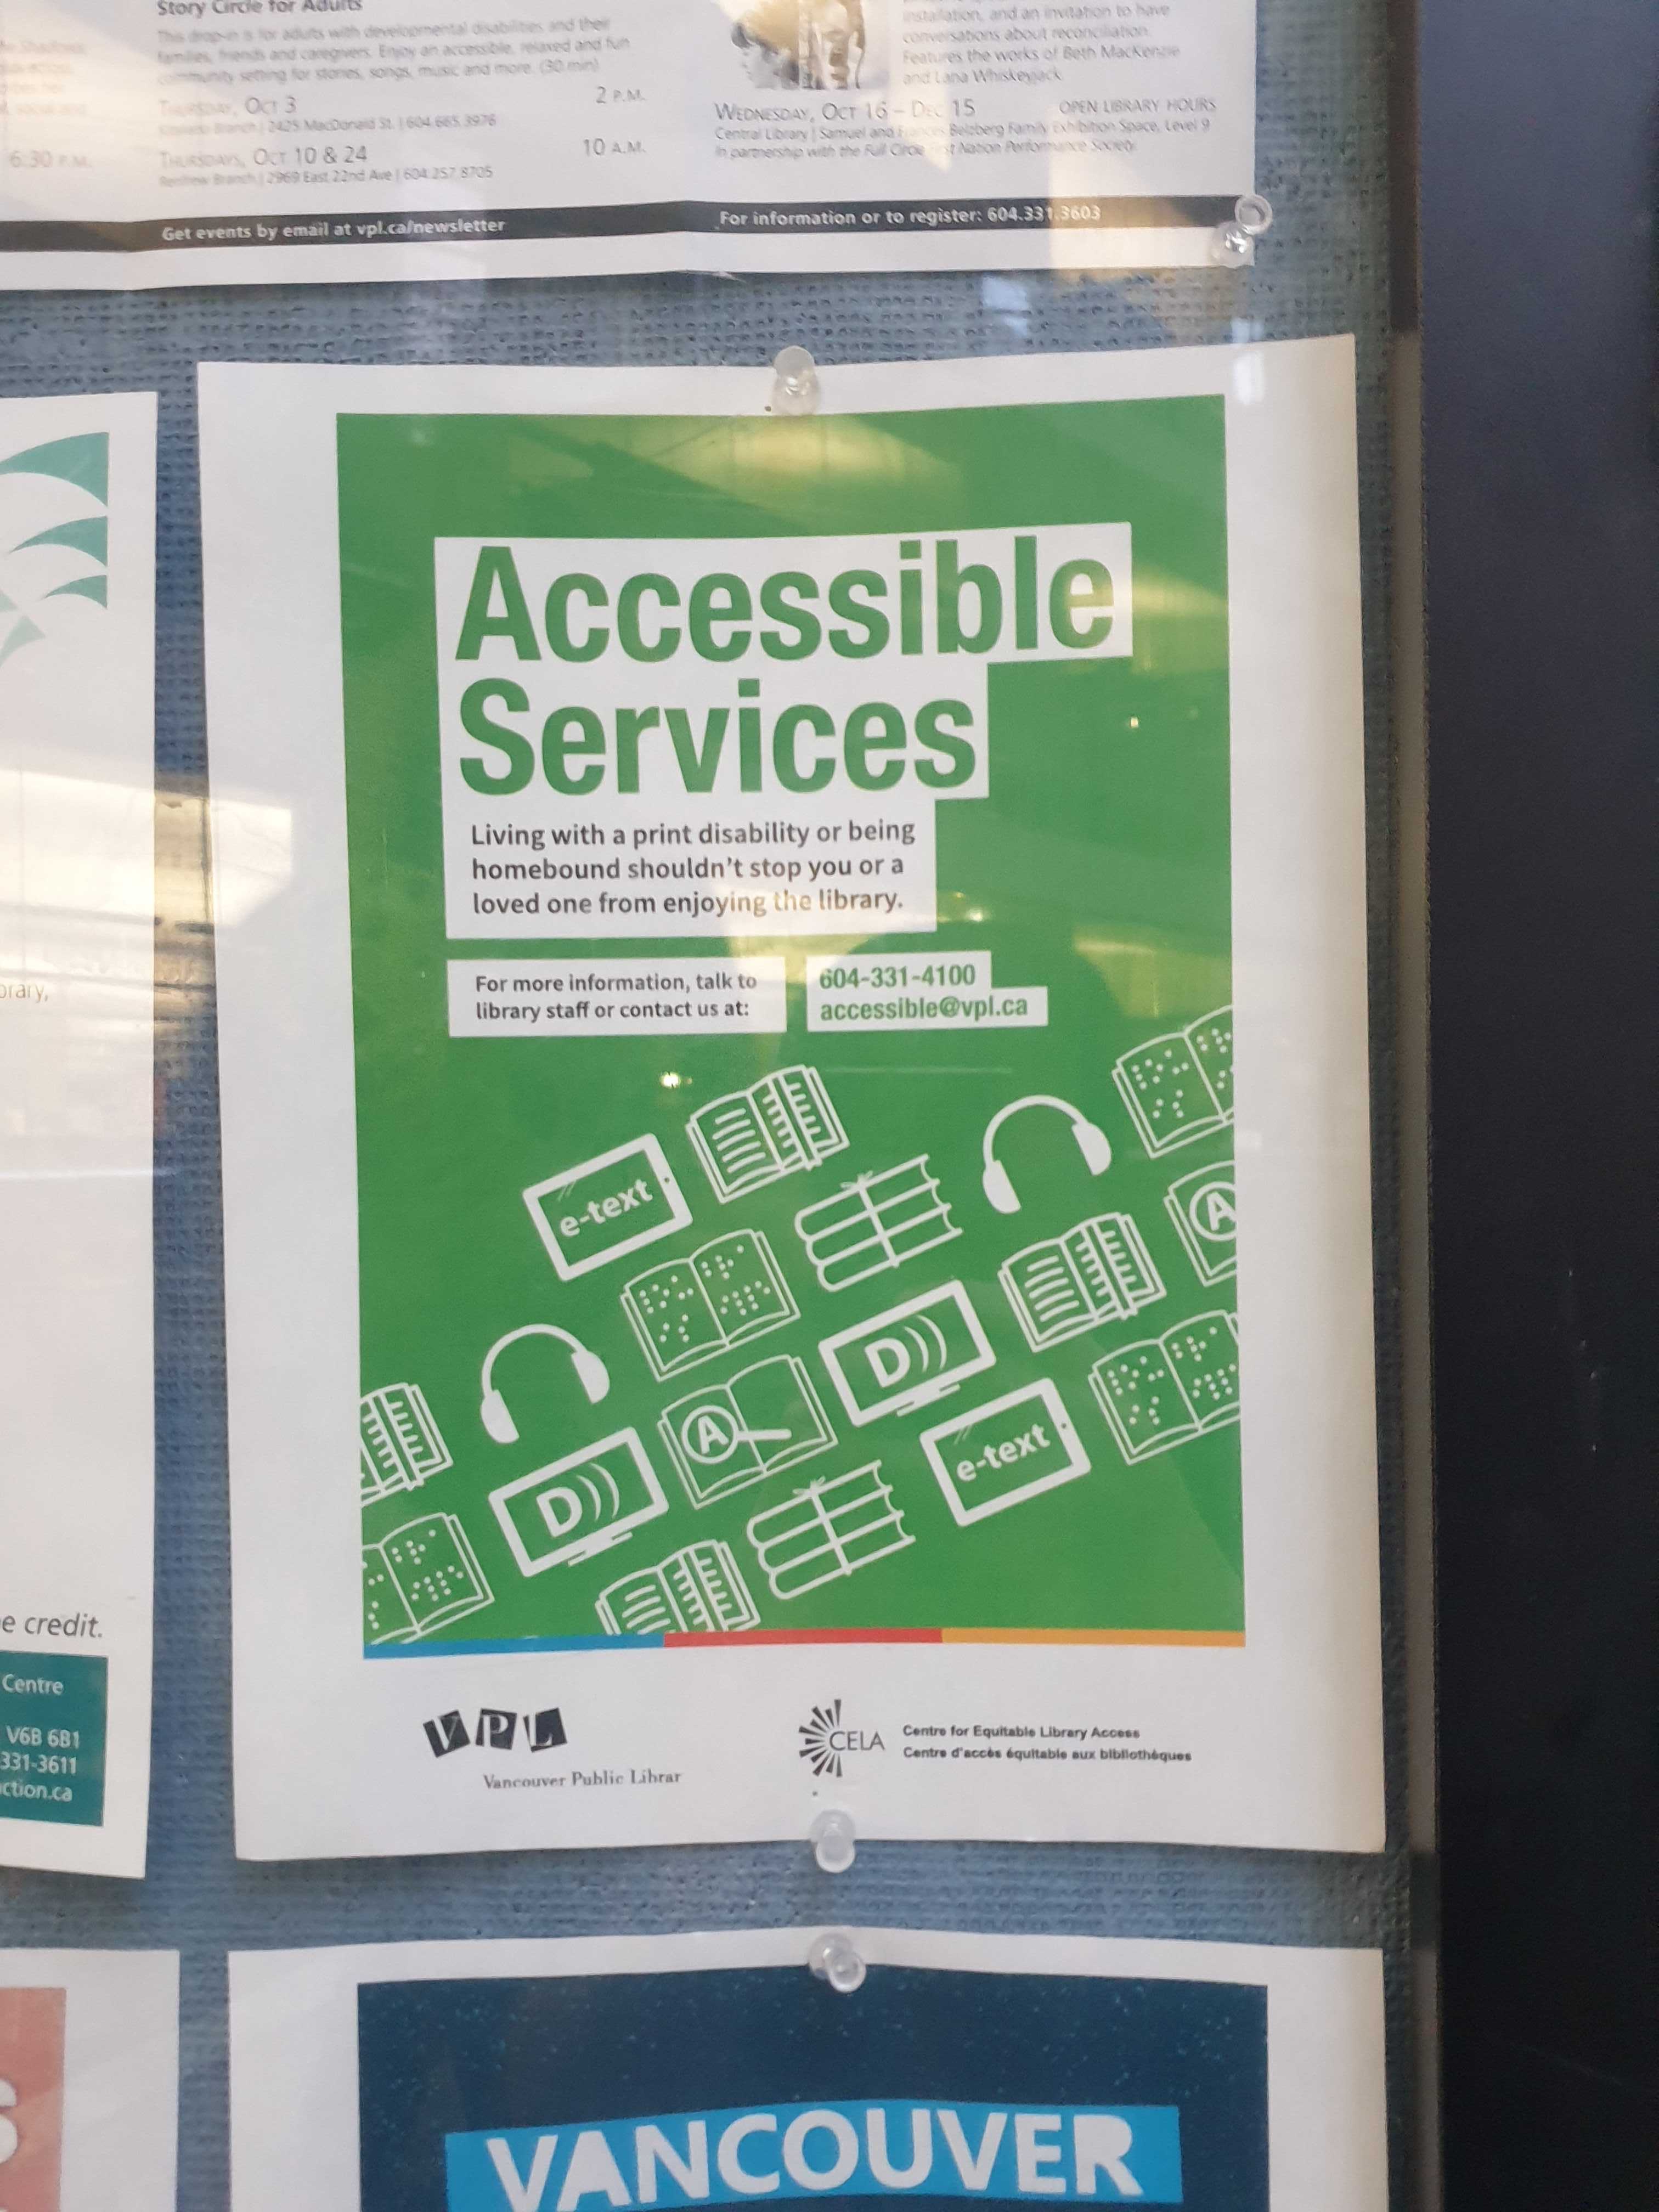 Story Circle for Adults
This drop-in is for adults with developmental disabilities and their
families, friends and caregivers. Enjoy an accessible, relaxed and fun
community setting for stories, songs, music and more. (30 min)
THURSDAY, OCT 3
2 P.M.
Branch | 2425 MacDonald St. | 604.665.3976
THURSDAYS, OCT 10 & 24
10 A.M.
Renfrew Branch | 2969 East 22nd Ave | 604.257.8705
6:30 P.M.
installation, and an invitation to have
conversations about reconciliation.
Features the works of Beth MacKenzie
and Lana Whiskeyjack
WEDNESDAY, OCT 16 – DEC 15
OPEN LIBRARY HOURS
Central Library | Samuel and Frances Belzberg Family Exhibition Space, Level 9
In partnership with the Full Circle st Nation Performance Society.
Get events by email at vpl.ca/newsletter
For information or to register: 604.331.3603
Accessible
Services
Living with a print disability or being
homebound shouldn't stop you or a
loved one from enjoying the library.
For more information, talk to
library staff or contact us at:
604-331-4100
accessible@vpl.ca
e-text
A
D
A
D
A
e-text
VPL
Vancouver Public Librar
CELA
Centre for Equitable Library Access
Centre d'accès équitable aux bibliothèques
orary,
e credit.
Centre
V6B 6B1
331-3611
ction.ca
S
VANCOUVER